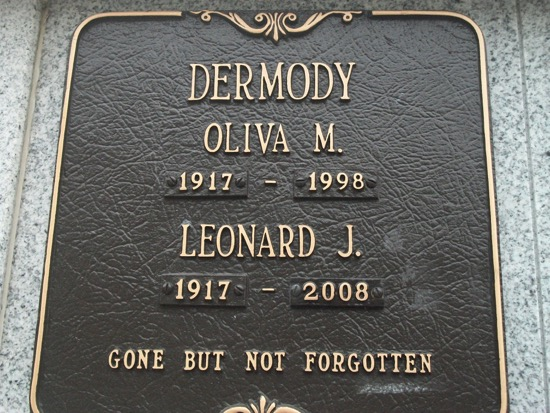 DERMODY
OLIVA M.
1917 - 1998
LEONARD J.
1917 - 2008
GONE BUT NOT FORGOTTEN